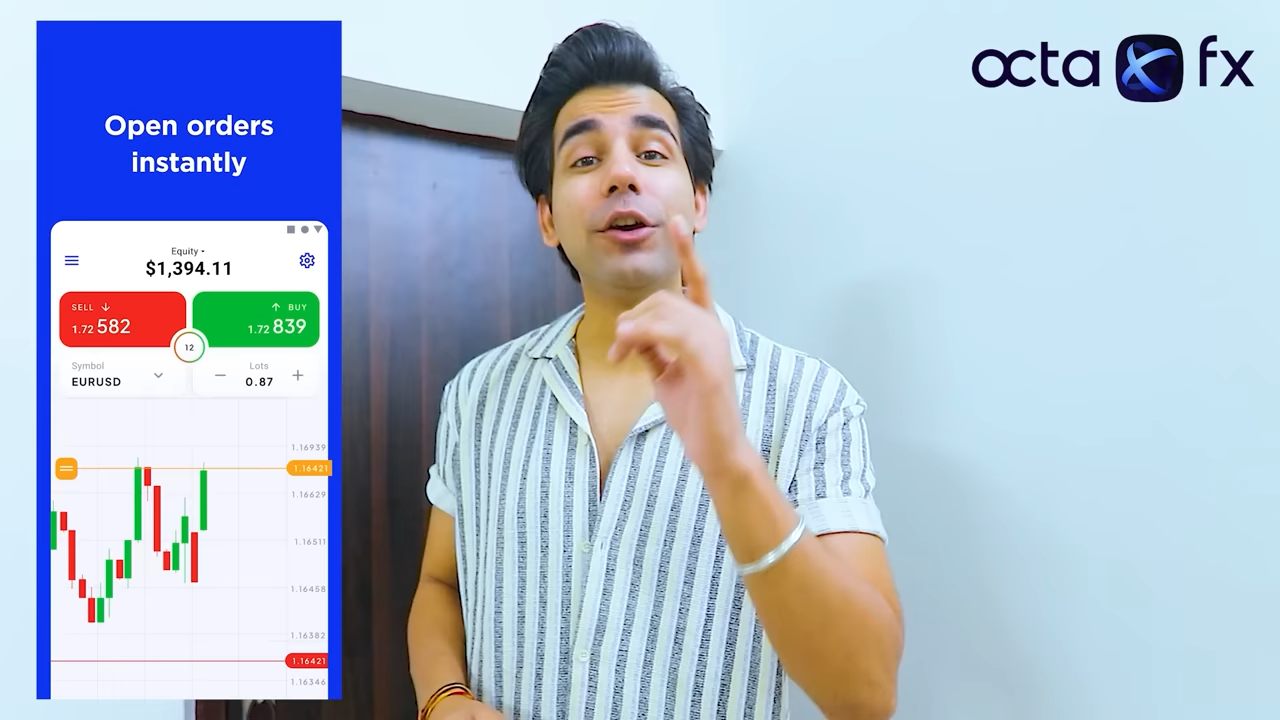 Open orders
instantly
Equity
$1,394.11
SELL ↓
1.72 582
↑ BUY
1.72 839
12
Symbol
EURUSD
Lots
− 0.87 +
1.16939
1.16421
1.16629
1.16511
1.16458
1.16382
1.16421
1.16346
octa fx